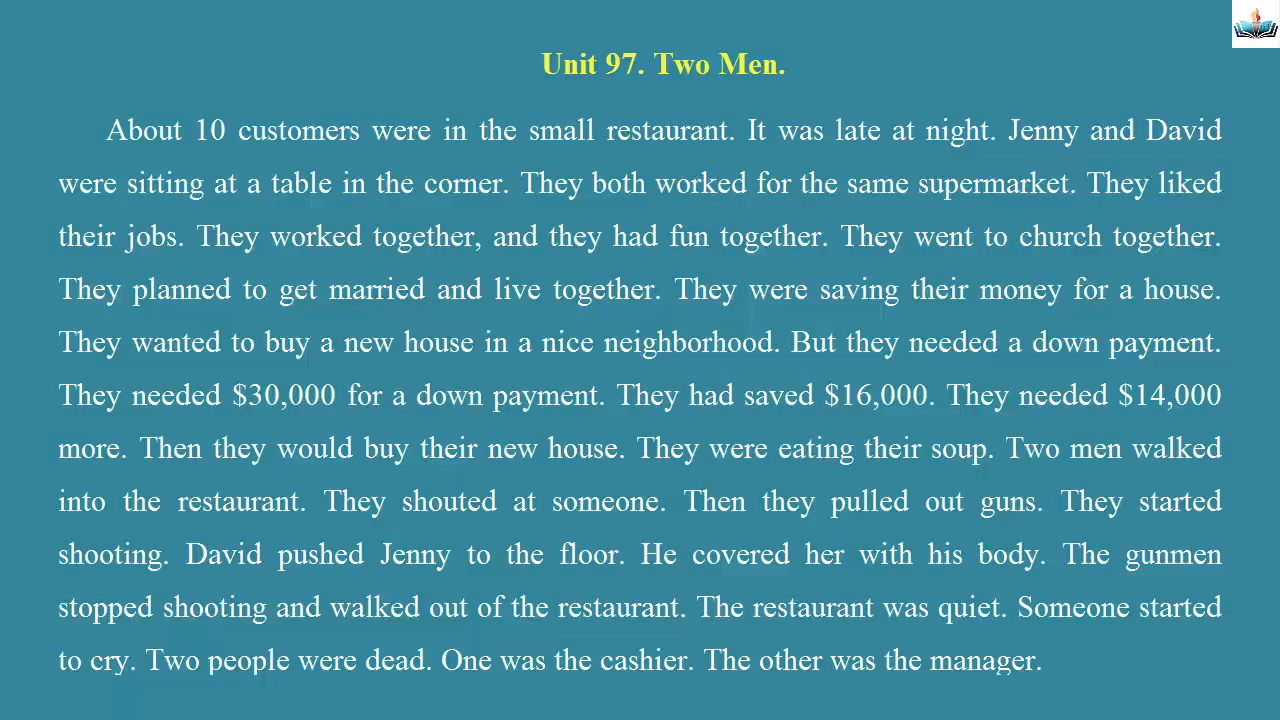 Unit 97. Two Men.
About 10 customers were in the small restaurant. It was late at night. Jenny and David
were sitting at a table in the corner. They both worked for the same supermarket. They liked
their jobs. They worked together, and they had fun together. They went to church together.
They planned to get married and live together. They were saving their money for a house.
They wanted to buy a new house in a nice neighborhood. But they needed a down payment.
They needed $30,000 for a down payment. They had saved $16,000. They needed $14,000
more. Then they would buy their new house. They were eating their soup. Two men walked
into the restaurant. They shouted at someone. Then they pulled out guns. They started
shooting. David pushed Jenny to the floor. He covered her with his body. The gunmen
stopped shooting and walked out of the restaurant. The restaurant was quiet. Someone started
to cry. Two people were dead. One was the cashier. The other was the manager.